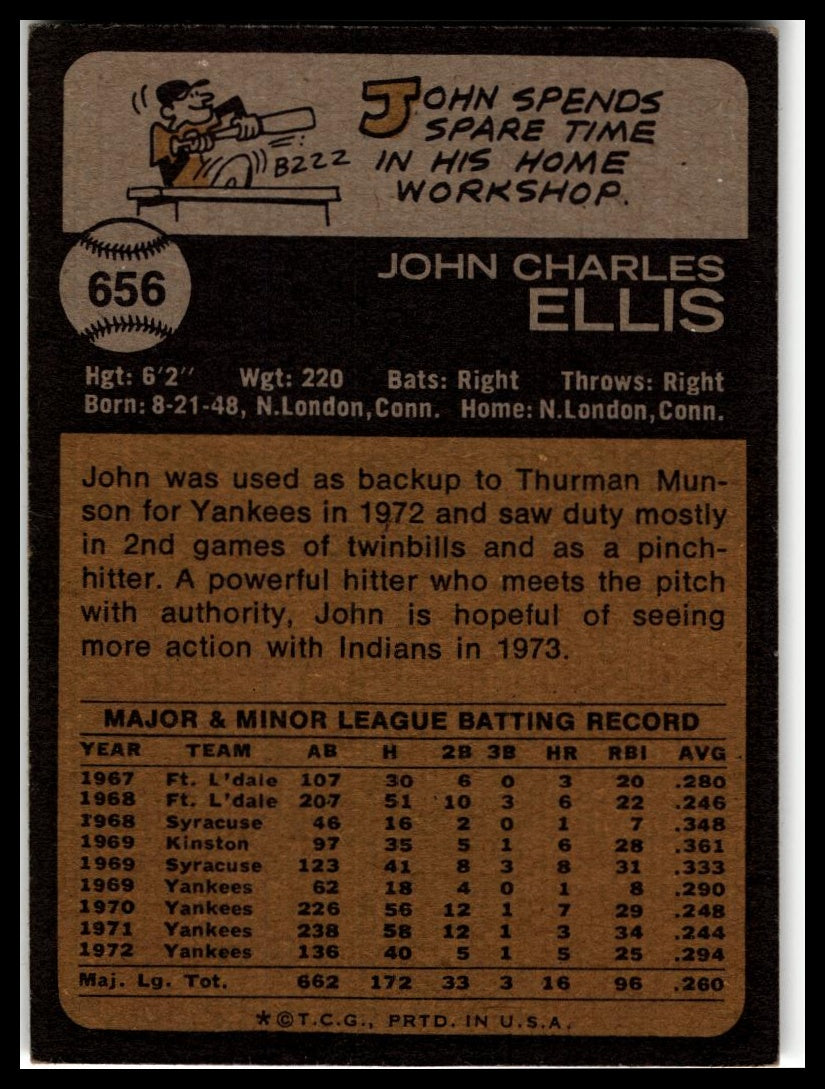 JOHN SPENDS
SPARE TIME
IN HIS HOME
WORKSHOP.
BZZZ
656
JOHN CHARLES
ELLIS
Hgt: 6'2" Wgt: 220 Bats: Right Throws: Right
Born: 8-21-48, N.London, Conn. Home: N.London, Conn.
John was used as backup to Thurman Mun-
son for Yankees in 1972 and saw duty mostly
in 2nd games of twinbills and as a pinch-
hitter. A powerful hitter who meets the pitch
with authority, John is hopeful of seeing
more action with Indians in 1973.
MAJOR & MINOR LEAGUE BATTING RECORD
YEAR TEAM AB H 2B 3B HR RBI AVG
1967 Ft. L'dale 107 30 6 0 3 20 .280
1968 Ft. L'dale 207 51 10 3 6 22 .246
1968 Syracuse 46 16 2 0 1 7 .348
1969 Kinston 97 35 5 1 6 28 .361
1969 Syracuse 123 41 8 3 8 31 .333
1969 Yankees 62 18 4 0 1 8 .290
1970 Yankees 226 56 12 1 7 29 .248
1971 Yankees 238 58 12 1 3 34 .244
1972 Yankees 136 40 5 1 5 25 .294
Maj. Lg. Tot. 662 172 33 3 16 96 .260
*©T.C.G., PRTD. IN U.S.A.